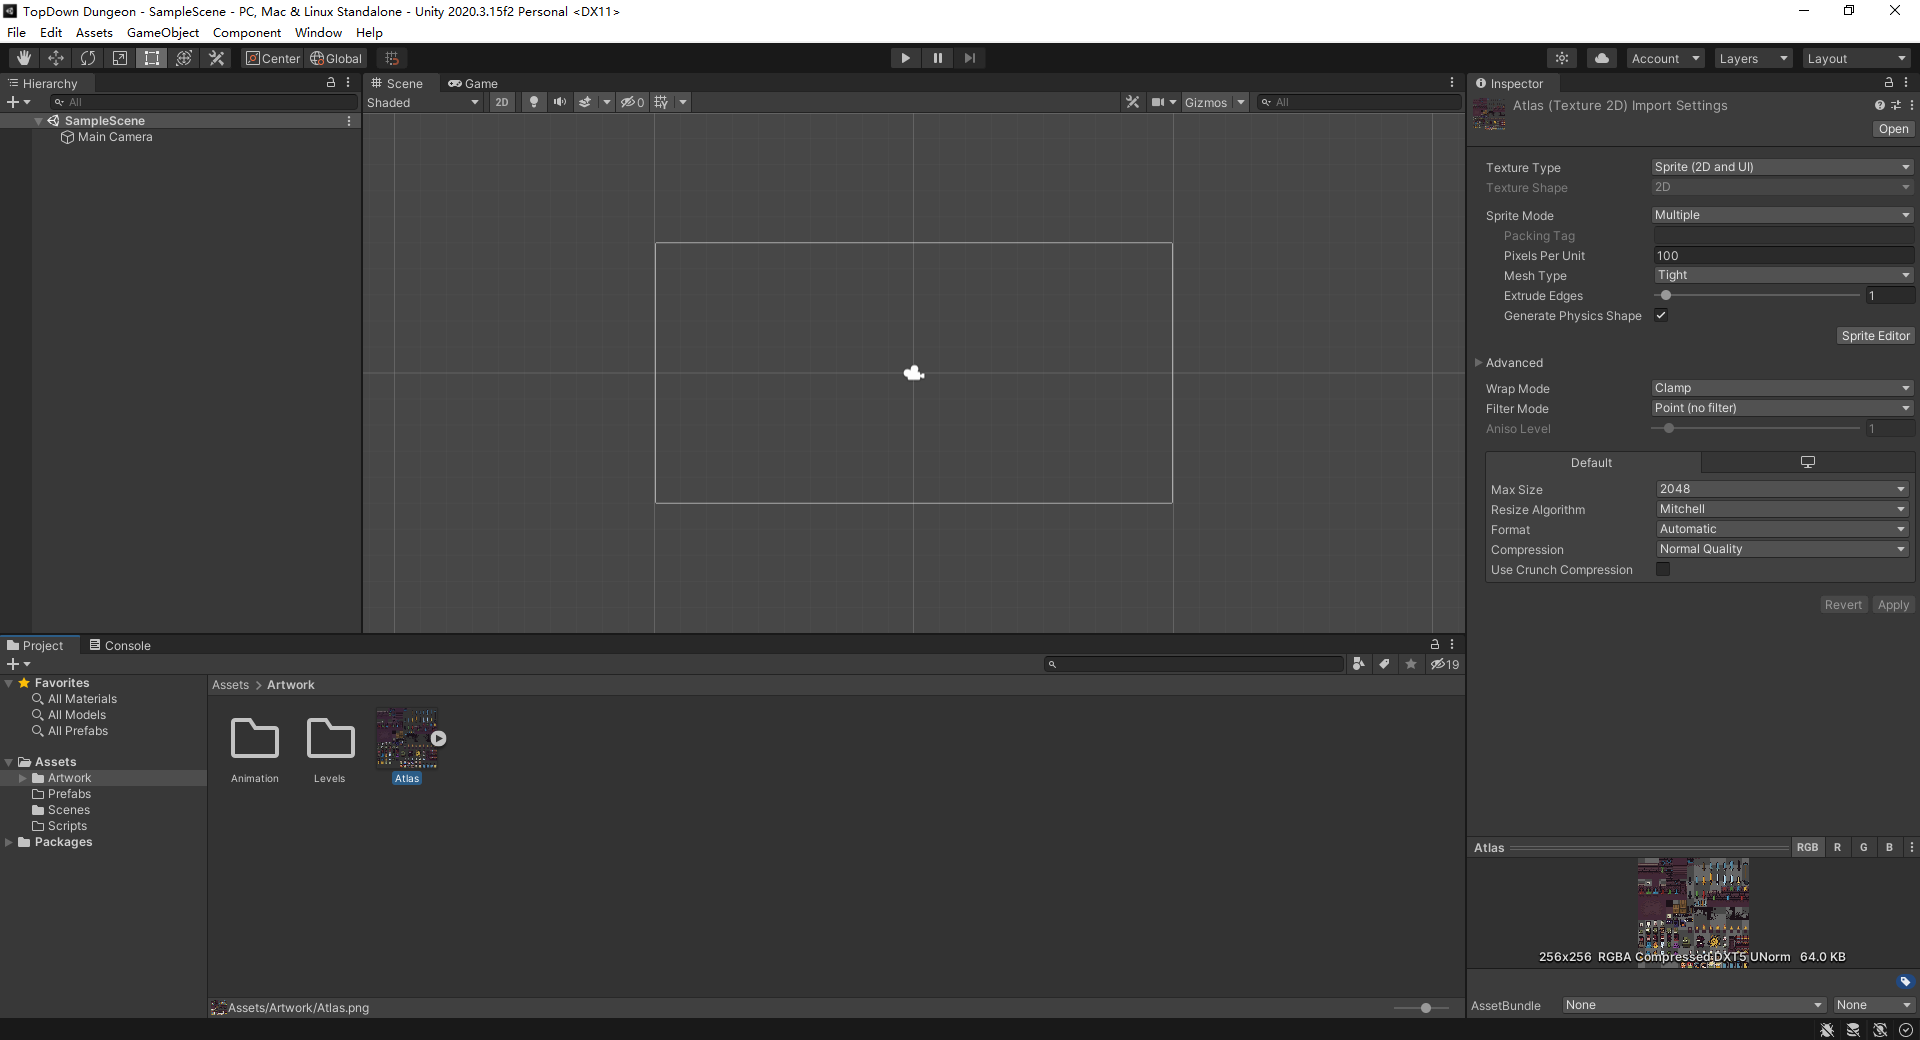 TopDown Dungeon - SampleScene - PC, Mac & Linux Standalone - Unity 2020.3.15f2 Personal <DX11>
File Edit Assets GameObject Component Window Help
Center Global Account Layers Layout
Hierarchy
All
SampleScene
Main Camera
Scene Game
Shaded 2D 0 Gizmos All
Inspector
Atlas (Texture 2D) Import Settings
Open
Texture Type Sprite (2D and UI)
Texture Shape 2D
Sprite Mode Multiple
Packing Tag
Pixels Per Unit 100
Mesh Type Tight
Extrude Edges 1
Generate Physics Shape
Sprite Editor
Advanced
Wrap Mode Clamp
Filter Mode Point (no filter)
Aniso Level 1
Default
Max Size 2048
Resize Algorithm Mitchell
Format Automatic
Compression Normal Quality
Use Crunch Compression
Revert Apply
Project Console
19
Favorites
All Materials
All Models
All Prefabs
Assets
Artwork
Prefabs
Scenes
Scripts
Packages
Assets > Artwork
Animation Levels Atlas
Assets/Artwork/Atlas.png
Atlas RGB R G B
256x256 RGBA Compressed DXT5 UNorm 64.0 KB
AssetBundle None None